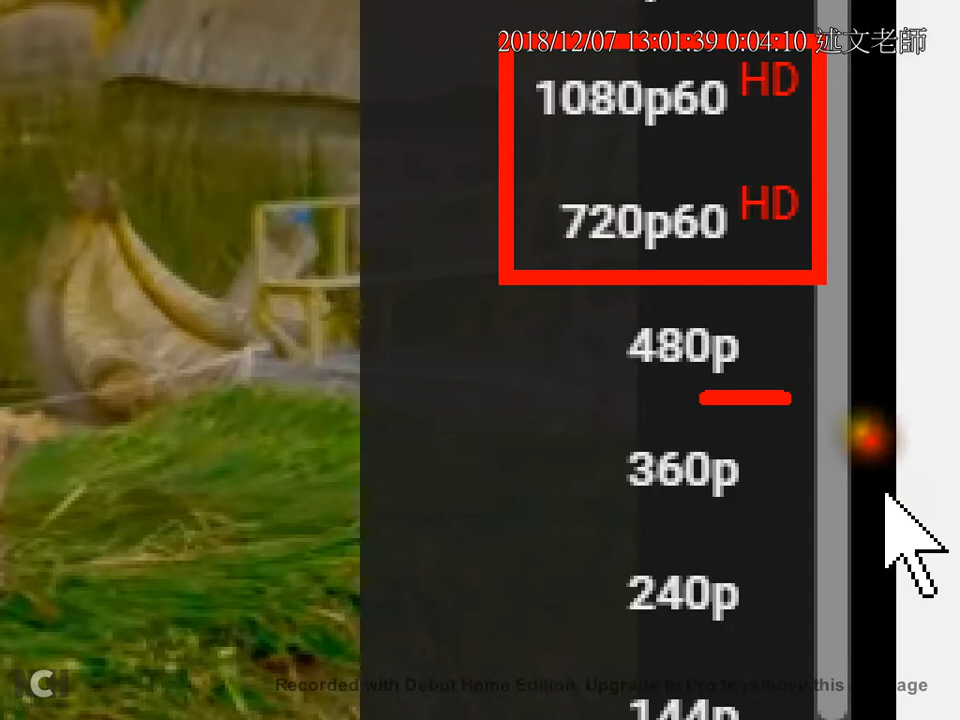 2018/12/07 13:01:39 0:04:10 述文老師
1080p60 HD
720p60 HD
480p
360p
240p
144p
Recorded with Debut Home Edition. Upgrade to Pro to remove this